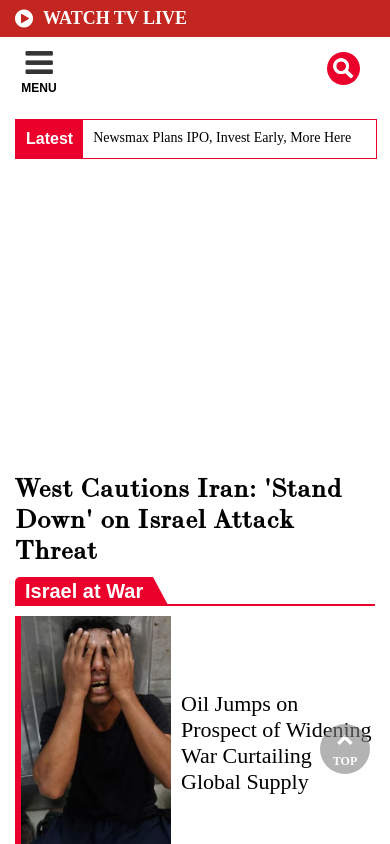 WATCH TV LIVE
MENU
Latest
Newsmax Plans IPO, Invest Early, More Here
West Cautions Iran: 'Stand
Down' on Israel Attack
Threat
Israel at War
Oil Jumps on
Prospect of Widening
War Curtailing
Global Supply
TOP